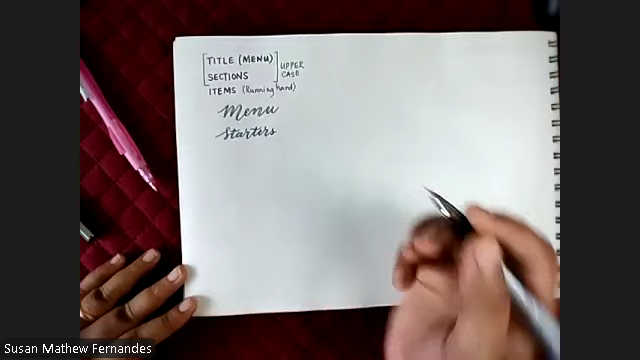 TITLE (MENU)
SECTIONS
UPPER
CASE
ITEMS (Running hand)
Menu
Starters
Susan Mathew Fernandes